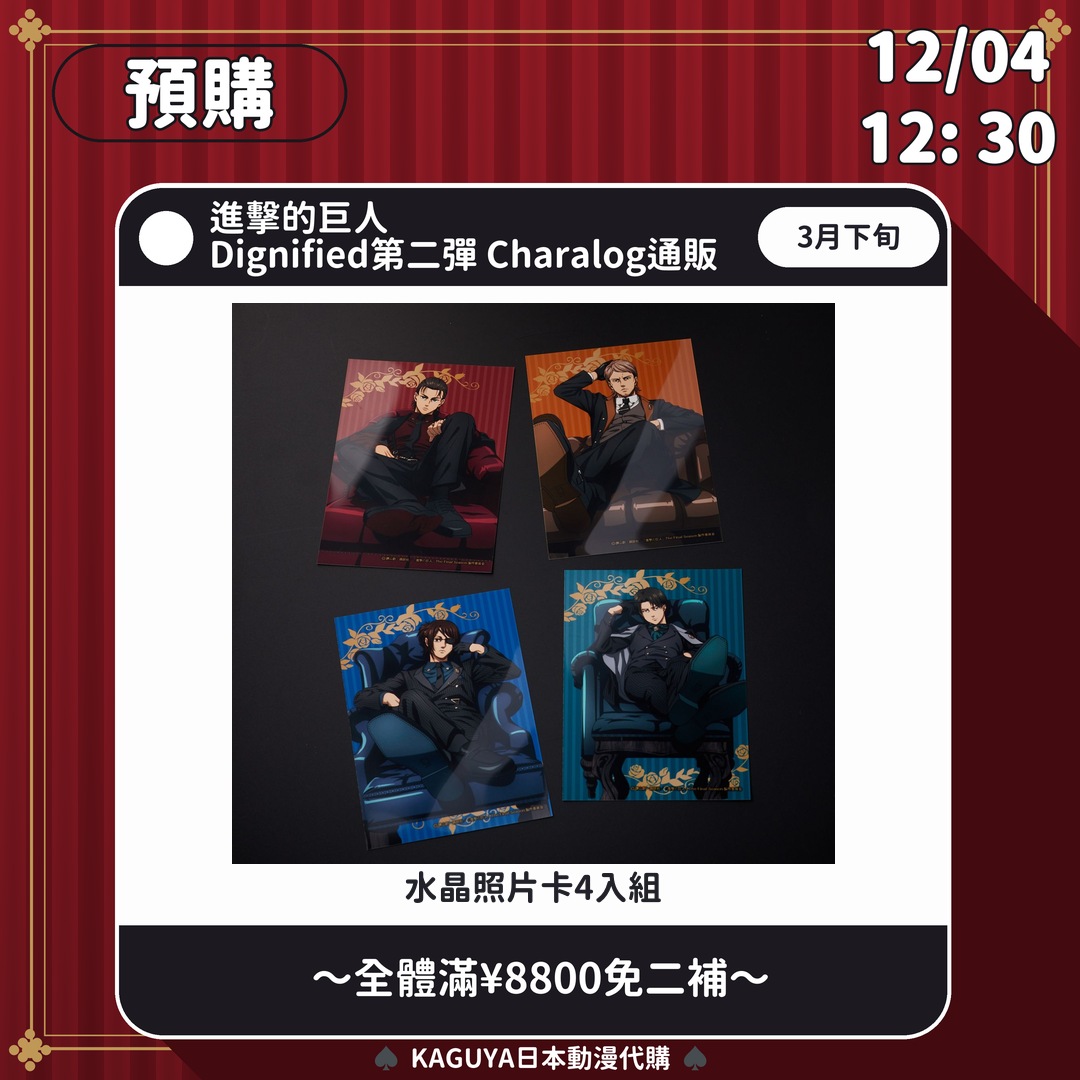 預購
12/04
12: 30
進擊的巨人
Dignified第二彈 Charalog通販
3月下旬
水晶照片卡4入組
～全體滿¥8800免二補～
KAGUYA日本動漫代購